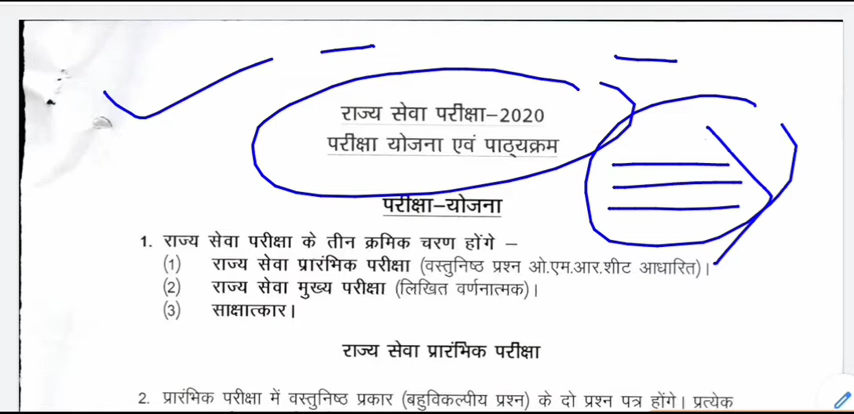 राज्य सेवा परीक्षा–2020
परीक्षा योजना एवं पाठ्यक्रम
परीक्षा–योजना
1. राज्य सेवा परीक्षा के तीन क्रमिक चरण होंगे –
(1) राज्य सेवा प्रारंभिक परीक्षा (वस्तुनिष्ठ प्रश्न ओ.एम.आर.शीट आधारित)।
(2) राज्य सेवा मुख्य परीक्षा (लिखित वर्णनात्मक)।
(3) साक्षात्कार।
राज्य सेवा प्रारंभिक परीक्षा
2. प्रारंभिक परीक्षा में वस्तुनिष्ठ प्रकार (बहुविकल्पीय प्रश्न) के दो प्रश्न पत्र होंगे। प्रत्येक